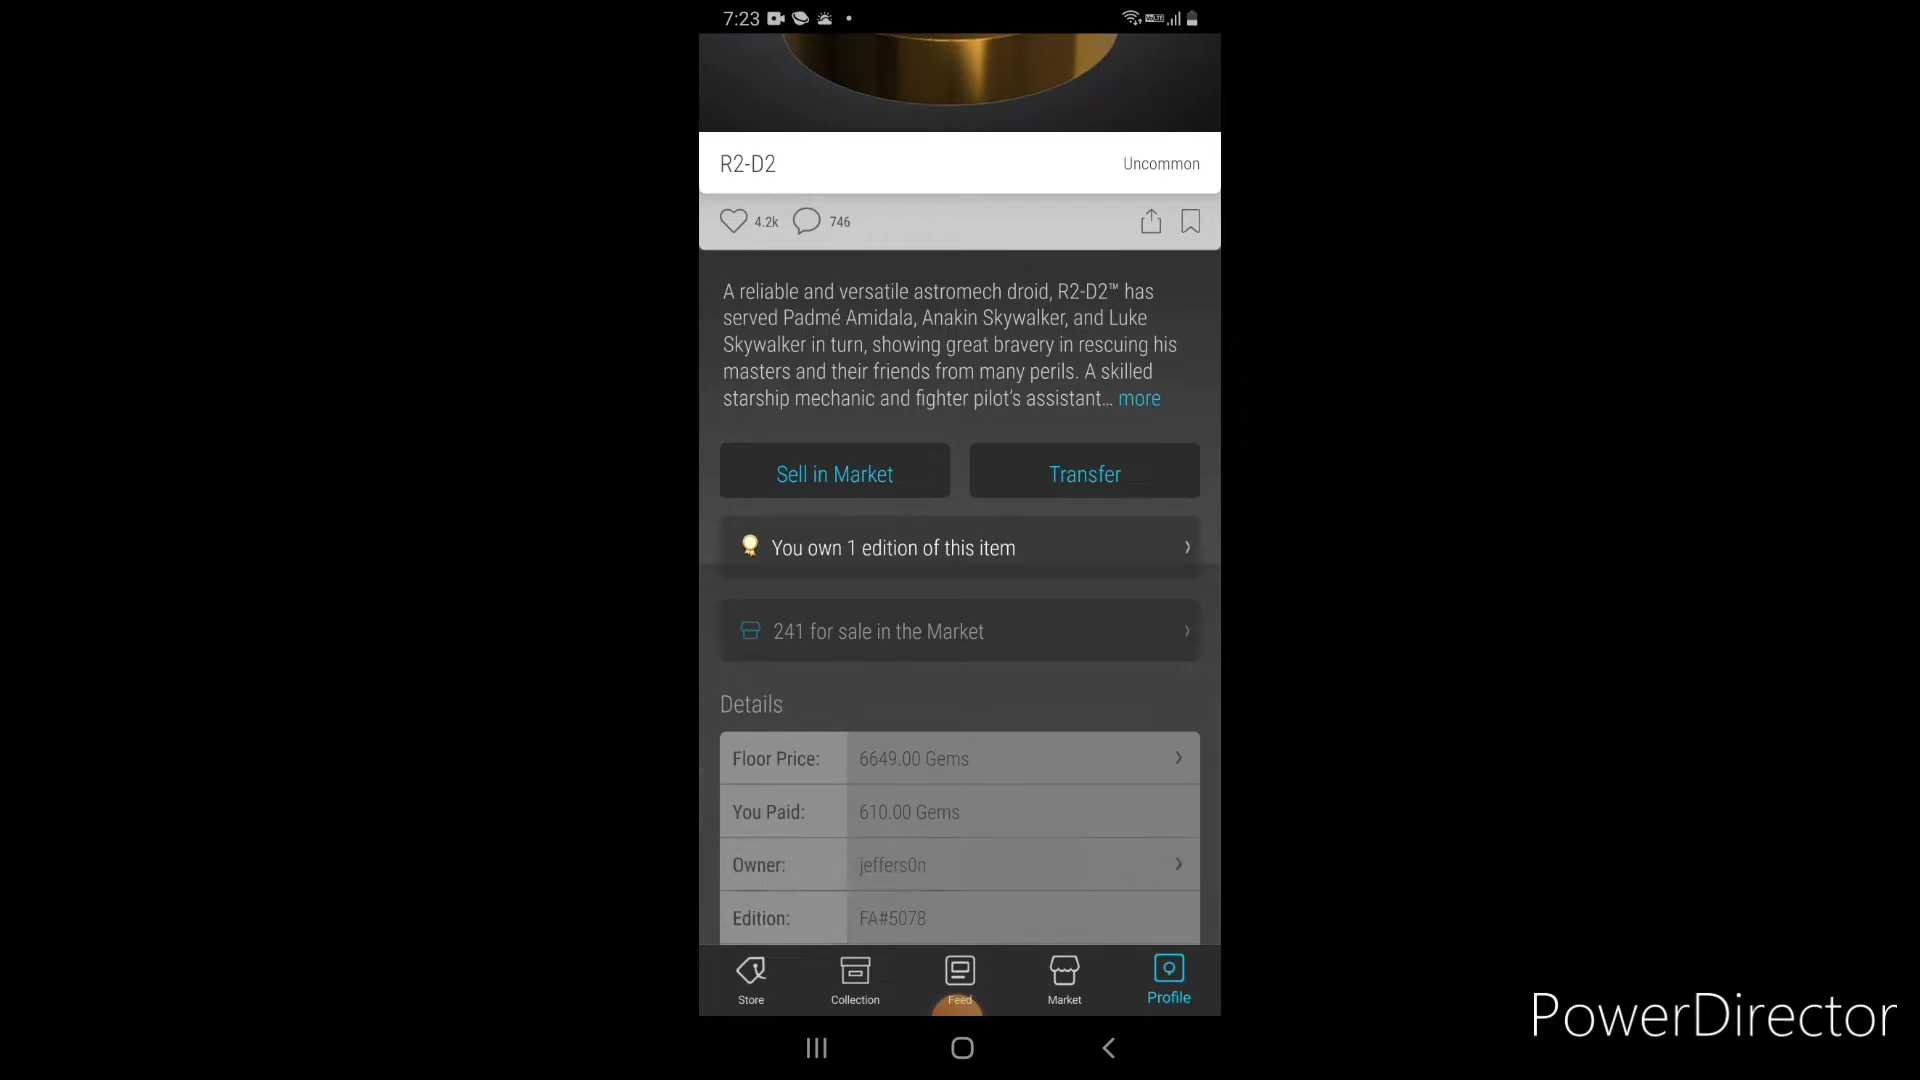 7:23
R2-D2
Uncommon
4.2k
746
A reliable and versatile astromech droid, R2-D2™ has
served Padmé Amidala, Anakin Skywalker, and Luke
Skywalker in turn, showing great bravery in rescuing his
masters and their friends from many perils. A skilled
starship mechanic and fighter pilot's assistant... more
Sell in Market
Transfer
You own 1 edition of this item
241 for sale in the Market
Details
Floor Price: 6649.00 Gems
You Paid: 610.00 Gems
Owner: jeffers0n
Edition: FA#5078
Store
Collection
Feed
Market
Profile
PowerDirector